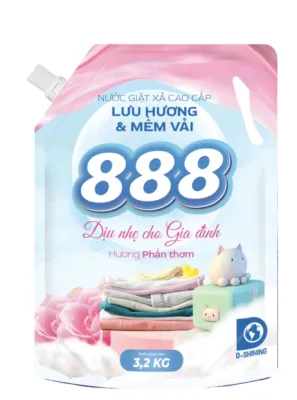 NƯỚC GIẶT XẢ CAO CẤP
LƯU HƯƠNG
& MỀM VẢI
888
Dịu nhẹ cho Gia đình
Hương Phấn thơm
D-SHINING
3,2 KG